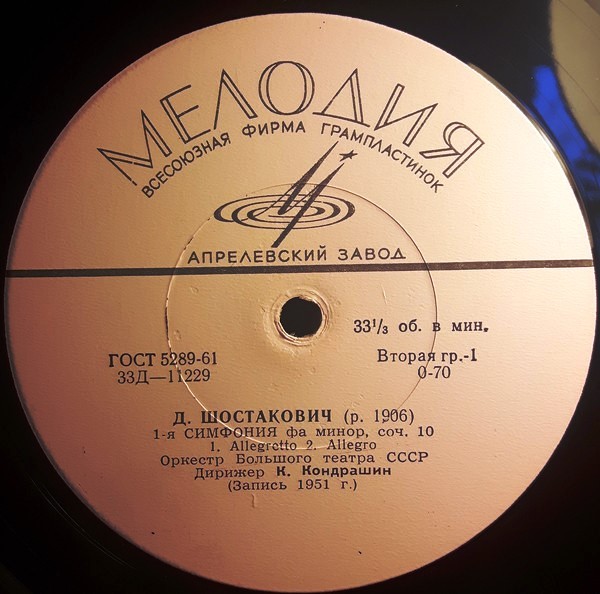 МЕЛОДИЯ
ВСЕСОЮЗНАЯ ФИРМА ГРАМПЛАСТИНОК
АПРЕЛЕВСКИЙ ЗАВОД
33⅓ об. в мин.
ГОСТ 5289-61
Вторая гр.-1
33Д—11229
0-70
Д. ШОСТАКОВИЧ (р. 1906)
1-я СИМФОНИЯ фа минор, соч. 10
1. Allegretto 2. Allegro
Оркестр Большого театра СССР
Дирижер К. Кондрашин
(Запись 1951 г.)